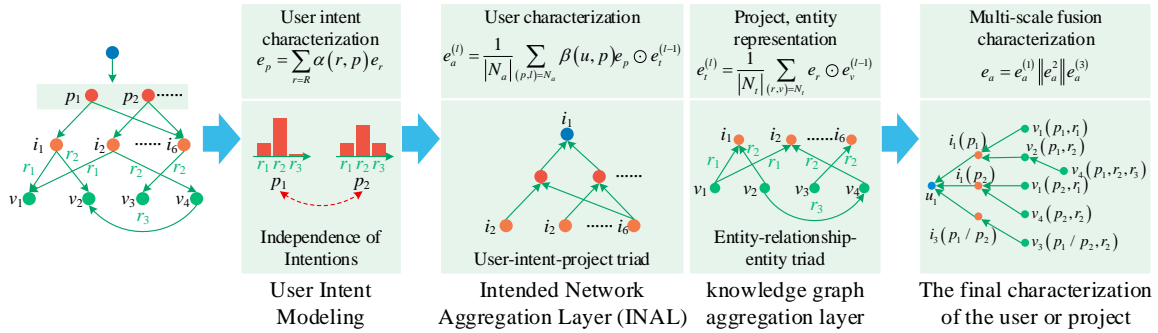 p₁ p₂ ······
i₁ i₂ ······ i₆
r₁ r₂ r₁ r₂ r₂
v₁ v₂ v₃ v₄
r₃
User intent
characterization
e_p = ∑_{r=R} α(r, p) e_r
r₁ r₂ r₃ r₁ r₂ r₃
p₁ p₂
Independence of
Intentions
User Intent
Modeling
User characterization
e_a^{(l)} = 1/|N_a| ∑_{(p,l)=N_a} β(u, p) e_p ⊙ e_t^{(l-1)}
i₁
······
i₂ i₂ ······ i₆
User-intent-project triad
Intended Network
Aggregation Layer (INAL)
Project, entity
representation
e_t^{(l)} = 1/|N_t| ∑_{(r,v)=N_t} e_r ⊙ e_v^{(l-1)}
i₁ i₂ ...... i₆
r₁ r₂ r₁ r₂ r₂
v₁ v₂ v₃ v₄
r₃
Entity-relationship-
entity triad
knowledge graph
aggregation layer
Multi-scale fusion
characterization
e_a = e_a^{(1)} ‖e_a^{2}‖ e_a^{(3)}
v₁(p₁, r₁)
i₁(p₁) v₂(p₁, r₂)
v₄(p₁, r₂, r₃)
i₁(p₂) v₁(p₂, r₁)
u₁
v₄(p₂, r₂)
i₃(p₁ / p₂) v₃(p₁ / p₂, r₂)
The final characterization
of the user or project